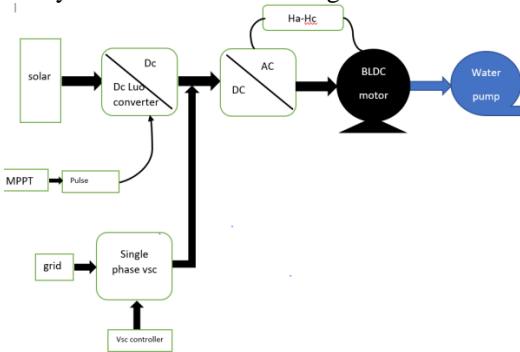 Ha-Hc
solar
Dc
Dc Luo
converter
AC
DC
BLDC
motor
Water
pump
MPPT
Pulse
grid
Single
phase vsc
Vsc controller